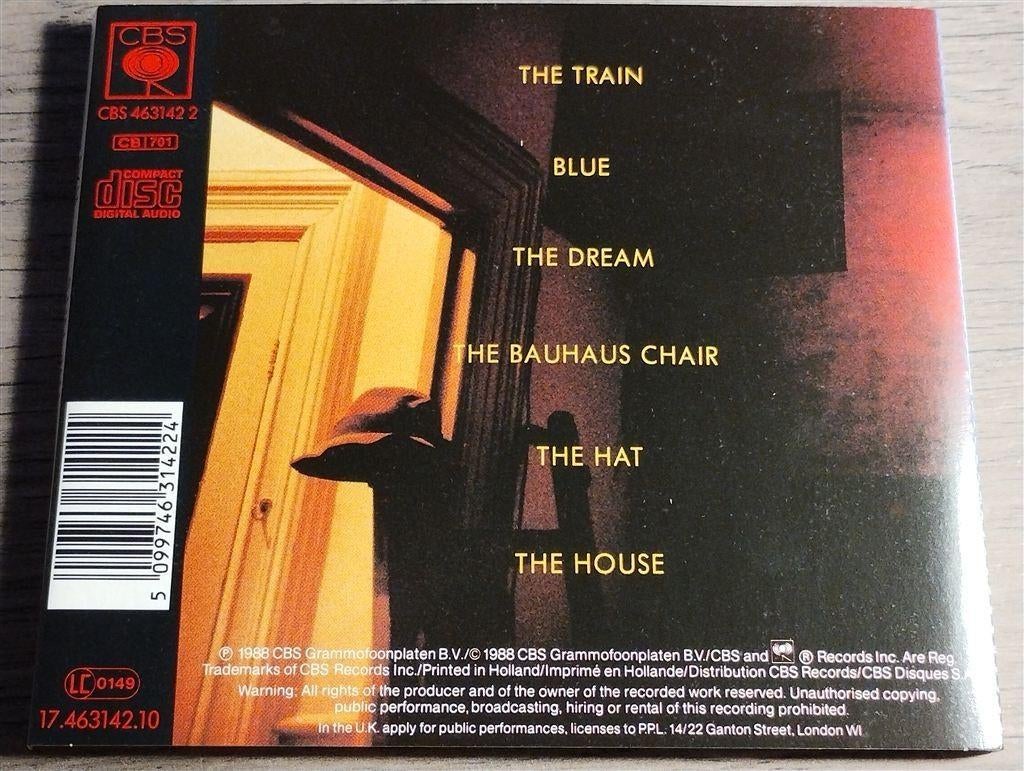 CBS
CBS 463142 2
CB 701
COMPACT
disc
DIGITAL AUDIO
THE TRAIN
BLUE
THE DREAM
THE BAUHAUS CHAIR
THE HAT
THE HOUSE
5 099746 314224
LC 0149
17.463142.10
℗ 1988 CBS Grammofoonplaten B.V./© 1988 CBS Grammofoonplaten B.V./CBS and ® Records Inc. Are Reg.
Trademarks of CBS Records Inc./Printed in Holland/Imprimé en Hollande/Distribution CBS Records/CBS Disques
Warning: All rights of the producer and of the owner of the recorded work reserved. Unauthorised copying,
public performance, broadcasting, hiring or rental of this recording prohibited.
In the U.K. apply for public performances, licenses to P.P.L. 14/22 Ganton Street, London WI